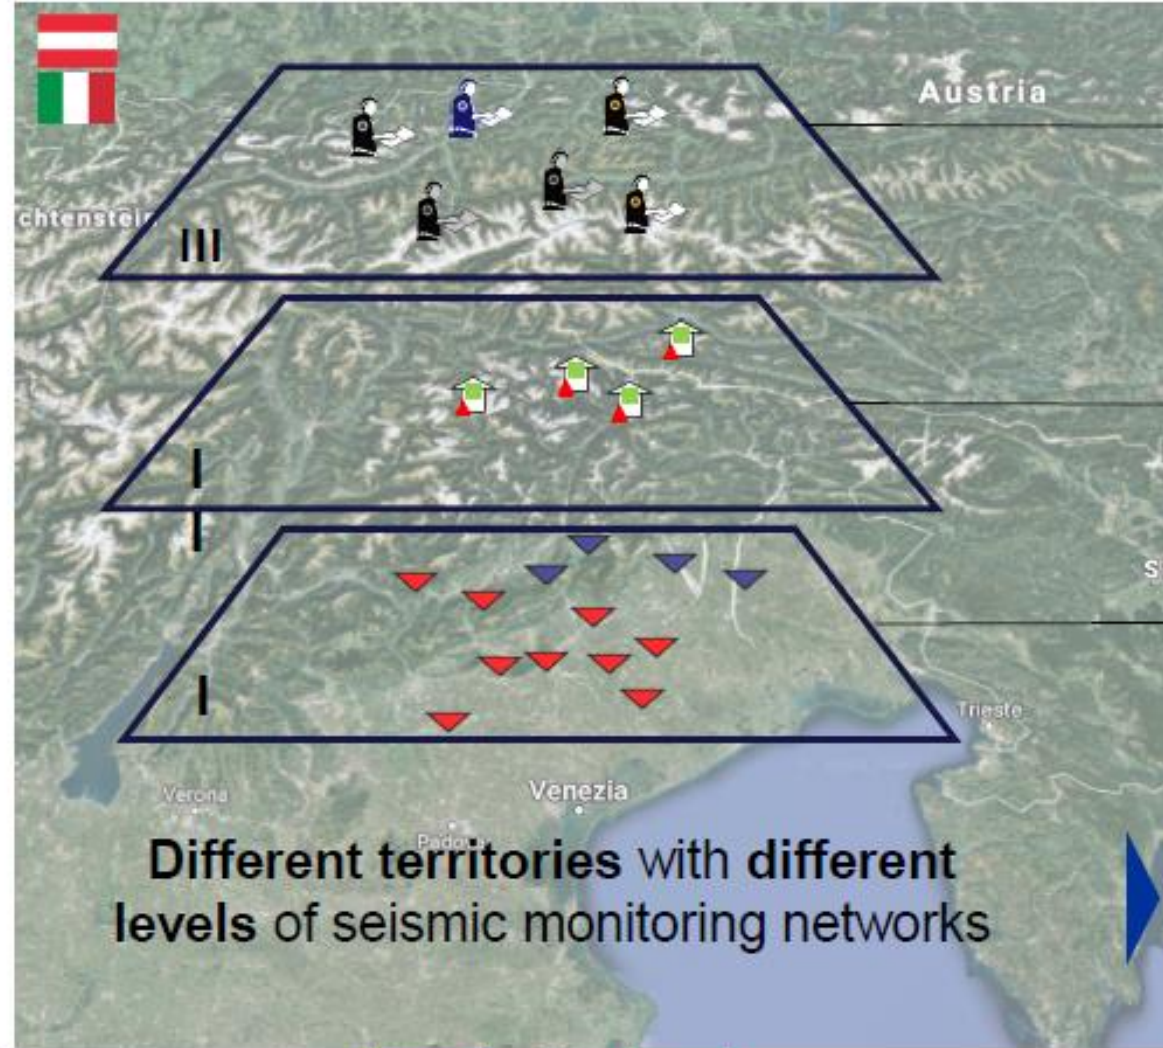 Austria
chtenstein
III
I
I
S
I
Trieste
Verona
Venezia
Padova
Different territories with different
levels of seismic monitoring networks